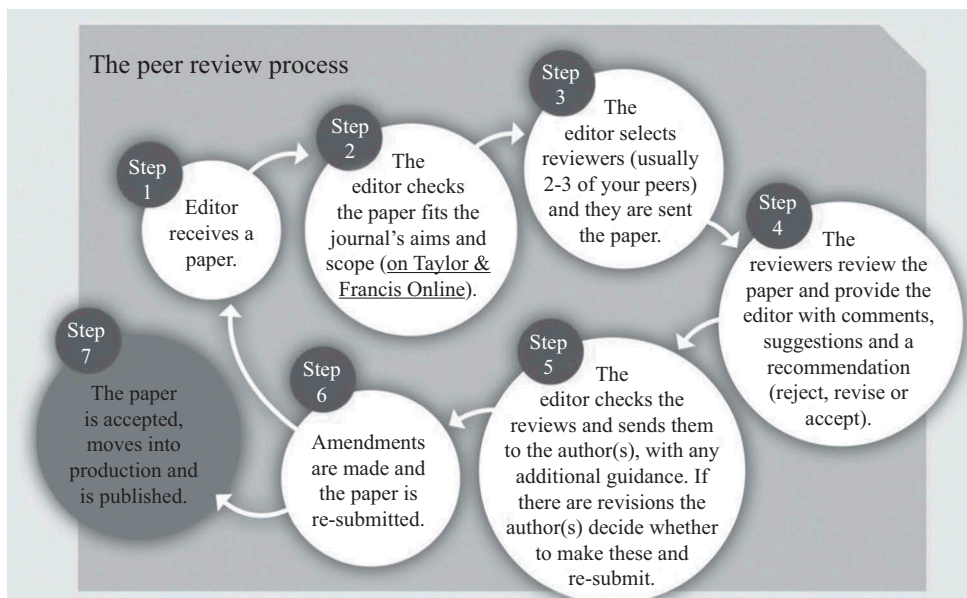 The peer review process
Step
1
Editor
receives a
paper.
Step
2
The
editor checks
the paper fits the
journal's aims and
scope (on Taylor &
Francis Online).
Step
3
The
editor selects
reviewers (usually
2-3 of your peers)
and they are sent
the paper.
Step
4
The
reviewers review the
paper and provide the
editor with comments,
suggestions and a
recommendation
(reject, revise or
accept).
Step
5
The
editor checks the
reviews and sends them
to the author(s), with any
additional guidance. If
there are revisions the
author(s) decide whether
to make these and
re-submit.
Step
6
Amendments
are made and
the paper is
re-submitted.
Step
7
The paper
is accepted,
moves into
production and
is published.